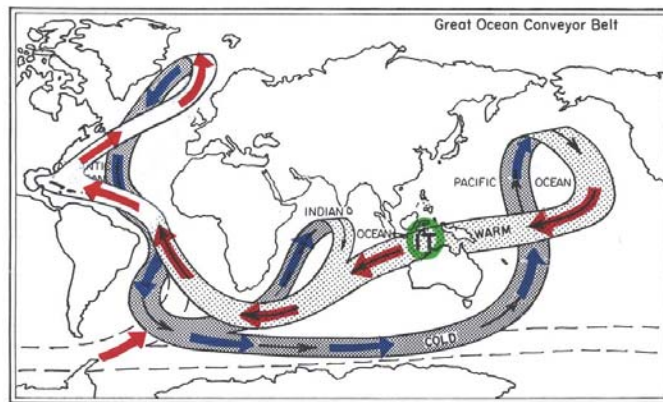 Great Ocean Conveyor Belt
PACIFIC
OCEAN
INDIAN
OCEAN
IT
WARM
COLD